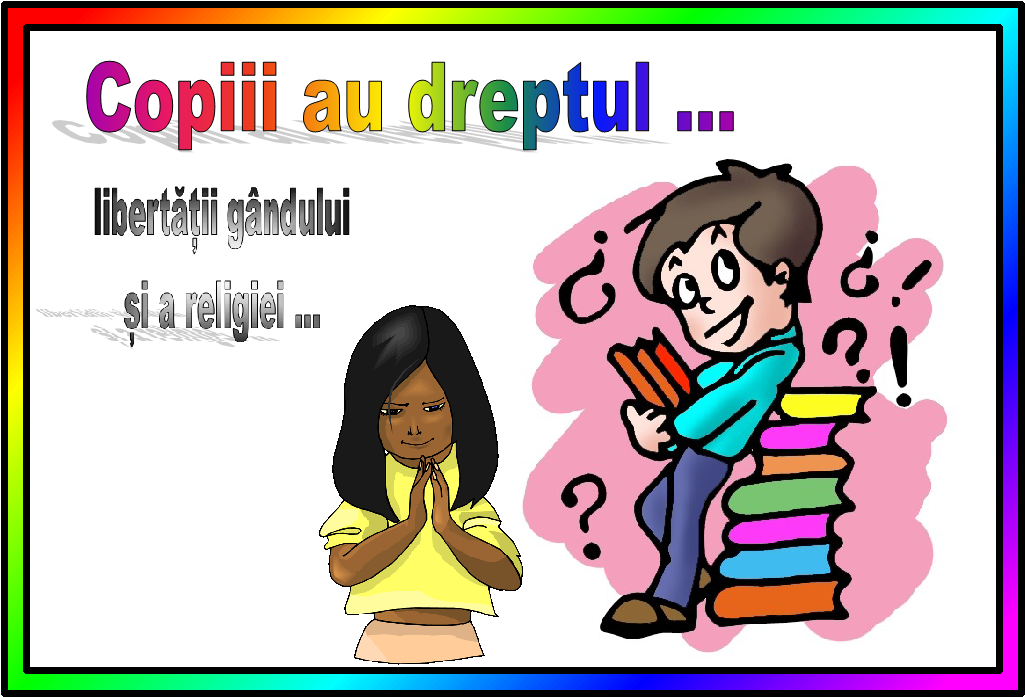 Copiii au dreptul ...
libertății gândului
și a religiei ...